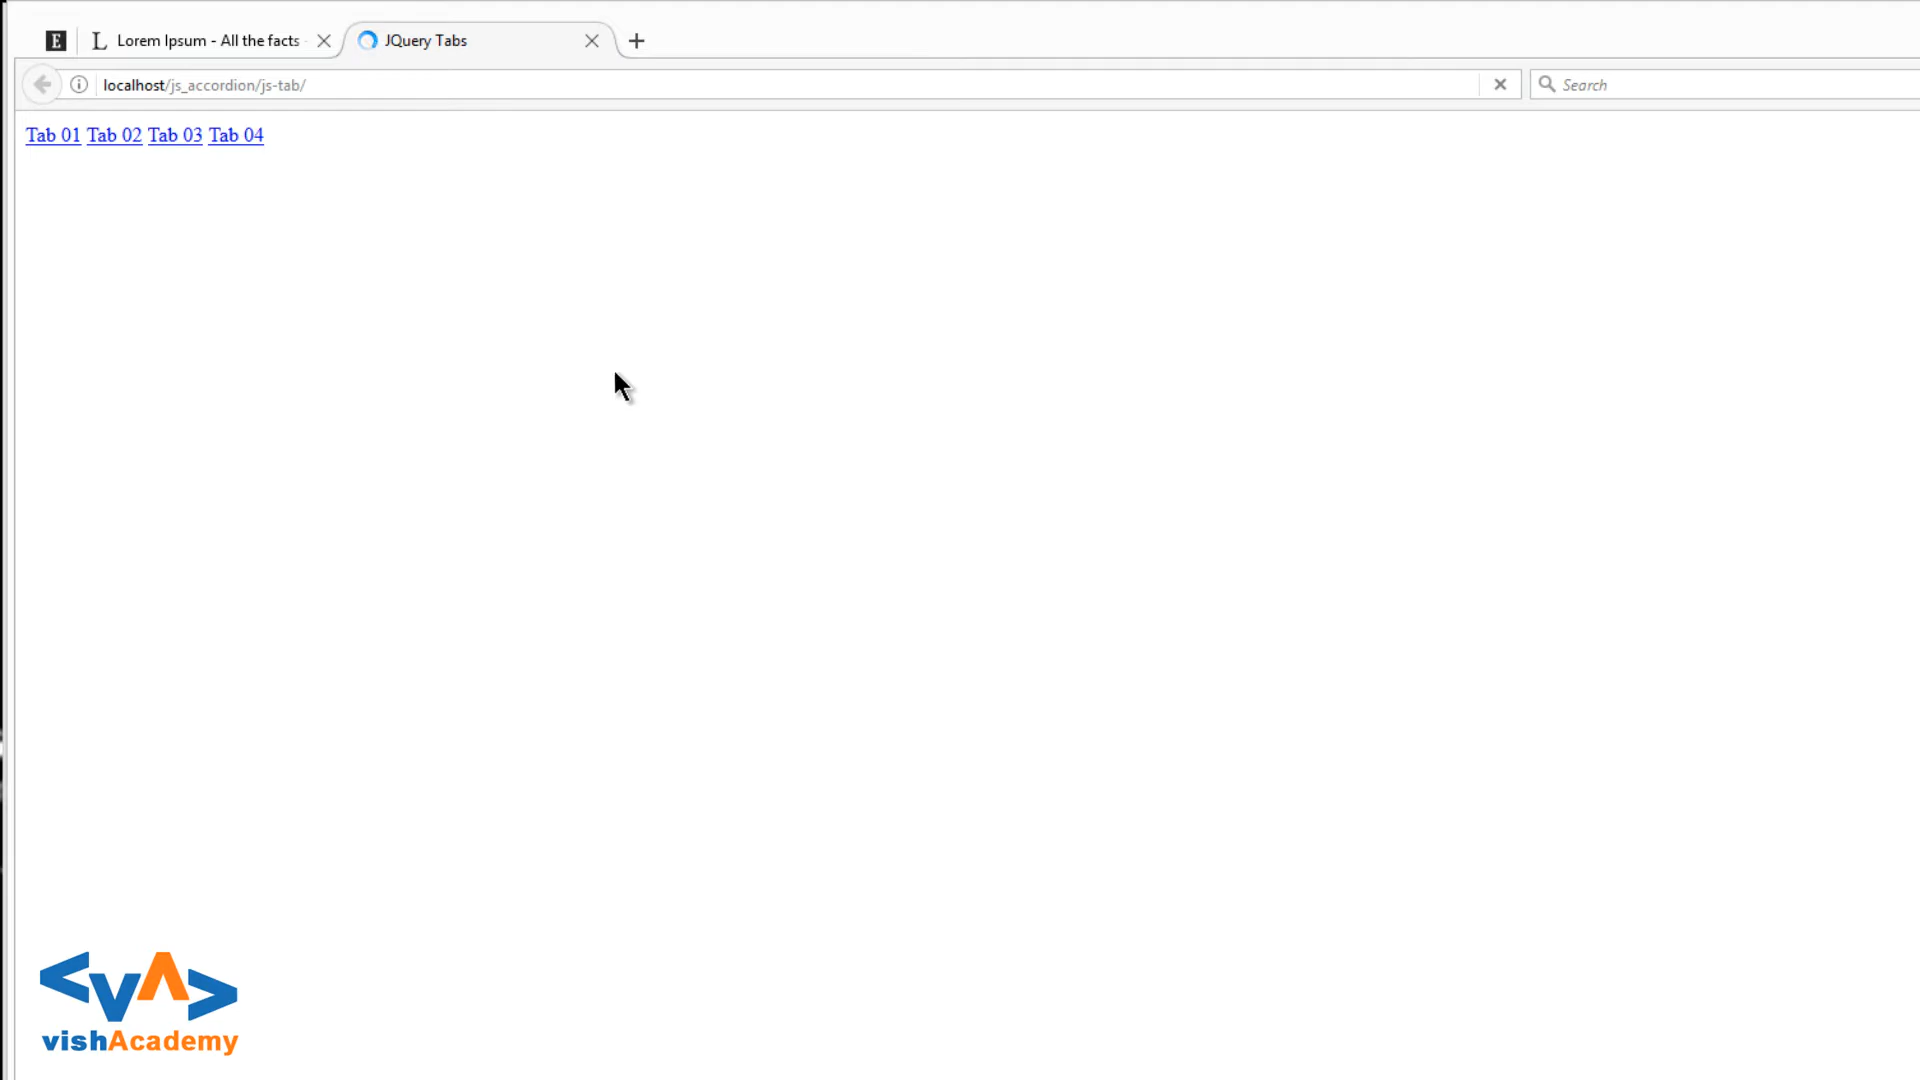 E
L Lorem Ipsum - All the facts
JQuery Tabs
localhost/js_accordion/js-tab/
Search
Tab 01 Tab 02 Tab 03 Tab 04
<vA>
vishAcademy